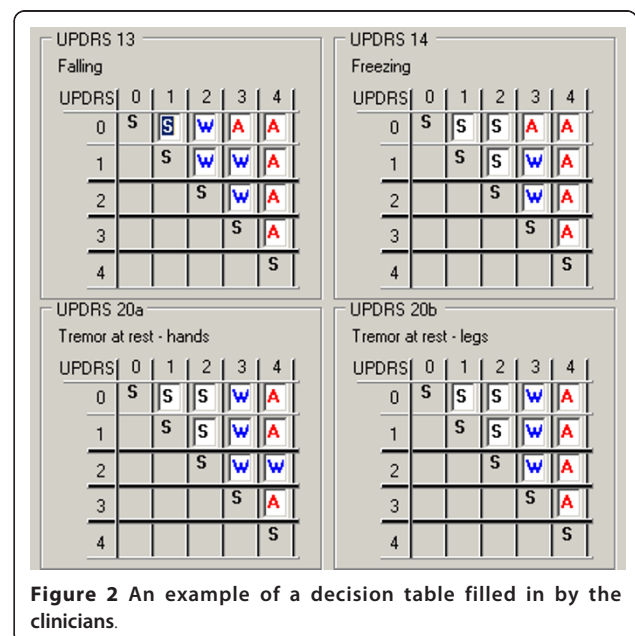 UPDRS 13
Falling
UPDRS 0 1 2 3 4
0 S S W A A
1 S W W A
2 S W A
3 S A
4 S
UPDRS 14
Freezing
UPDRS 0 1 2 3 4
0 S S S A A
1 S S W A
2 S W A
3 S A
4 S
UPDRS 20a
Tremor at rest - hands
UPDRS 0 1 2 3 4
0 S S S W A
1 S S W A
2 S W W
3 S A
4 S
UPDRS 20b
Tremor at rest - legs
UPDRS 0 1 2 3 4
0 S S S W A
1 S S W A
2 S W A
3 S A
4 S
Figure 2 An example of a decision table filled in by the
clinicians.